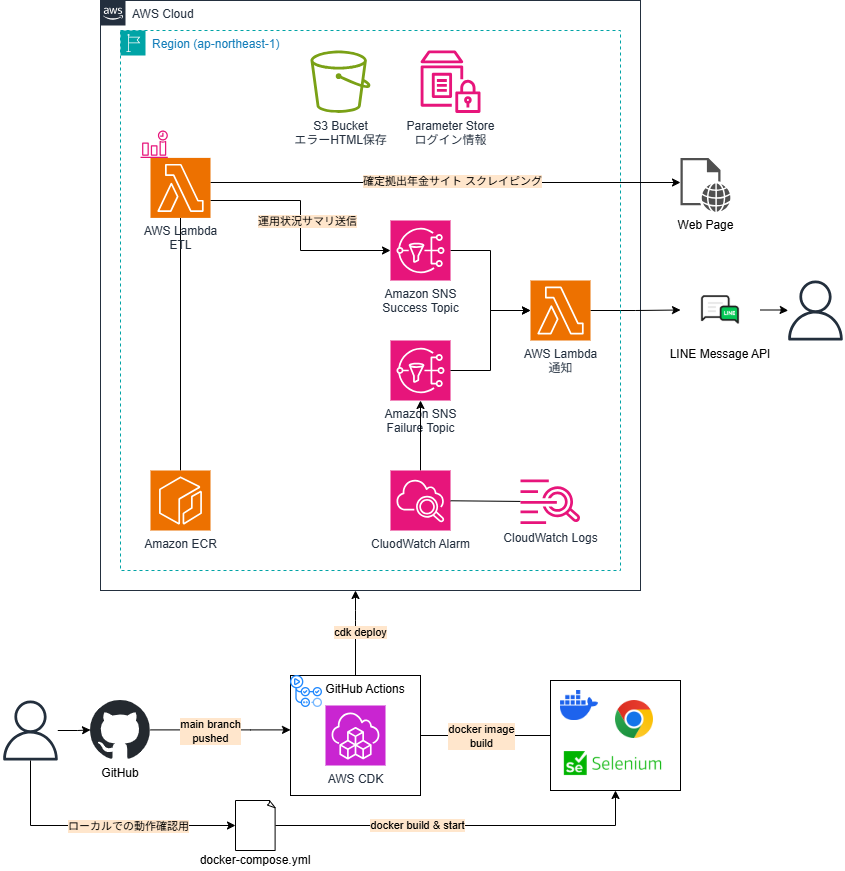 aws
AWS Cloud
Region (ap-northeast-1)
S3 Bucket
エラーHTML保存
Parameter Store
ログイン情報
確定拠出年金サイト スクレイピング
AWS Lambda
ETL
運用状況サマリ送信
Web Page
Amazon SNS
Success Topic
AWS Lambda
通知
LINE
LINE Message API
Amazon SNS
Failure Topic
Amazon ECR
CluodWatch Alarm
CloudWatch Logs
cdk deploy
GitHub Actions
main branch
pushed
GitHub
AWS CDK
docker image
build
Se Selenium
ローカルでの動作確認用
docker build & start
docker-compose.yml